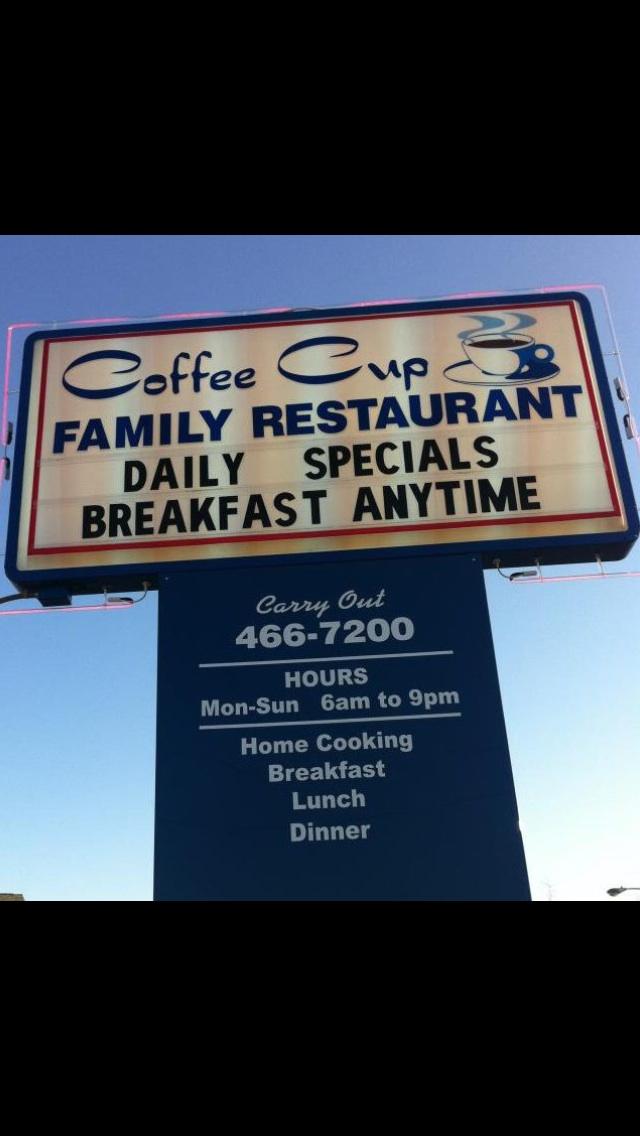 Coffee Cup
FAMILY RESTAURANT
DAILY SPECIALS
BREAKFAST ANYTIME
Carry Out
466-7200
HOURS
Mon-Sun 6am to 9pm
Home Cooking
Breakfast
Lunch
Dinner